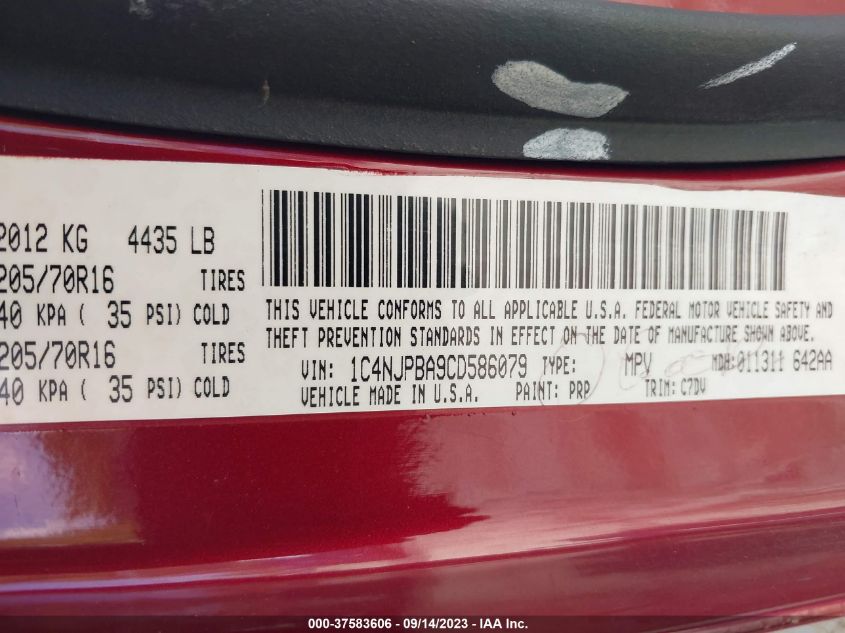 2012 KG 4435 LB
205/70R16 TIRES
40 KPA ( 35 PSI) COLD
205/70R16 TIRES
40 KPA ( 35 PSI) COLD
THIS VEHICLE CONFORMS TO ALL APPLICABLE U.S.A. FEDERAL MOTOR VEHICLE SAFETY AND
THEFT PREVENTION STANDARDS IN EFFECT ON THE DATE OF MANUFACTURE SHOWN ABOVE.
VIN: 1C4NJPBA9CD586079 TYPE: MPV MDH:011311 642AA
VEHICLE MADE IN U.S.A. PAINT: PRP TRIM: C7DV
000-37583606 - 09/14/2023 - IAA Inc.